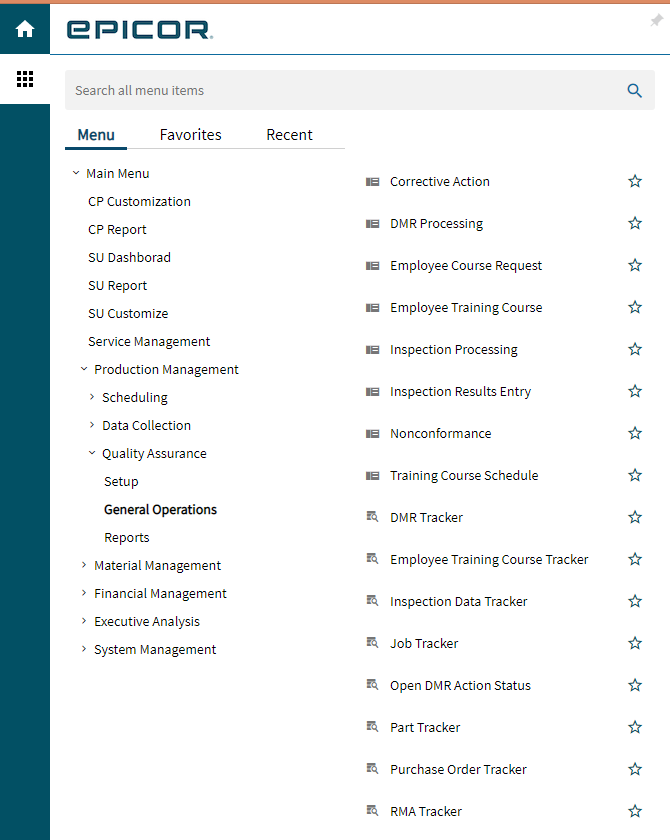 EPICOR.
Search all menu items
Menu Favorites Recent
Main Menu
CP Customization
CP Report
SU Dashborad
SU Report
SU Customize
Service Management
Production Management
Scheduling
Data Collection
Quality Assurance
Setup
General Operations
Reports
Material Management
Financial Management
Executive Analysis
System Management
Corrective Action
DMR Processing
Employee Course Request
Employee Training Course
Inspection Processing
Inspection Results Entry
Nonconformance
Training Course Schedule
DMR Tracker
Employee Training Course Tracker
Inspection Data Tracker
Job Tracker
Open DMR Action Status
Part Tracker
Purchase Order Tracker
RMA Tracker